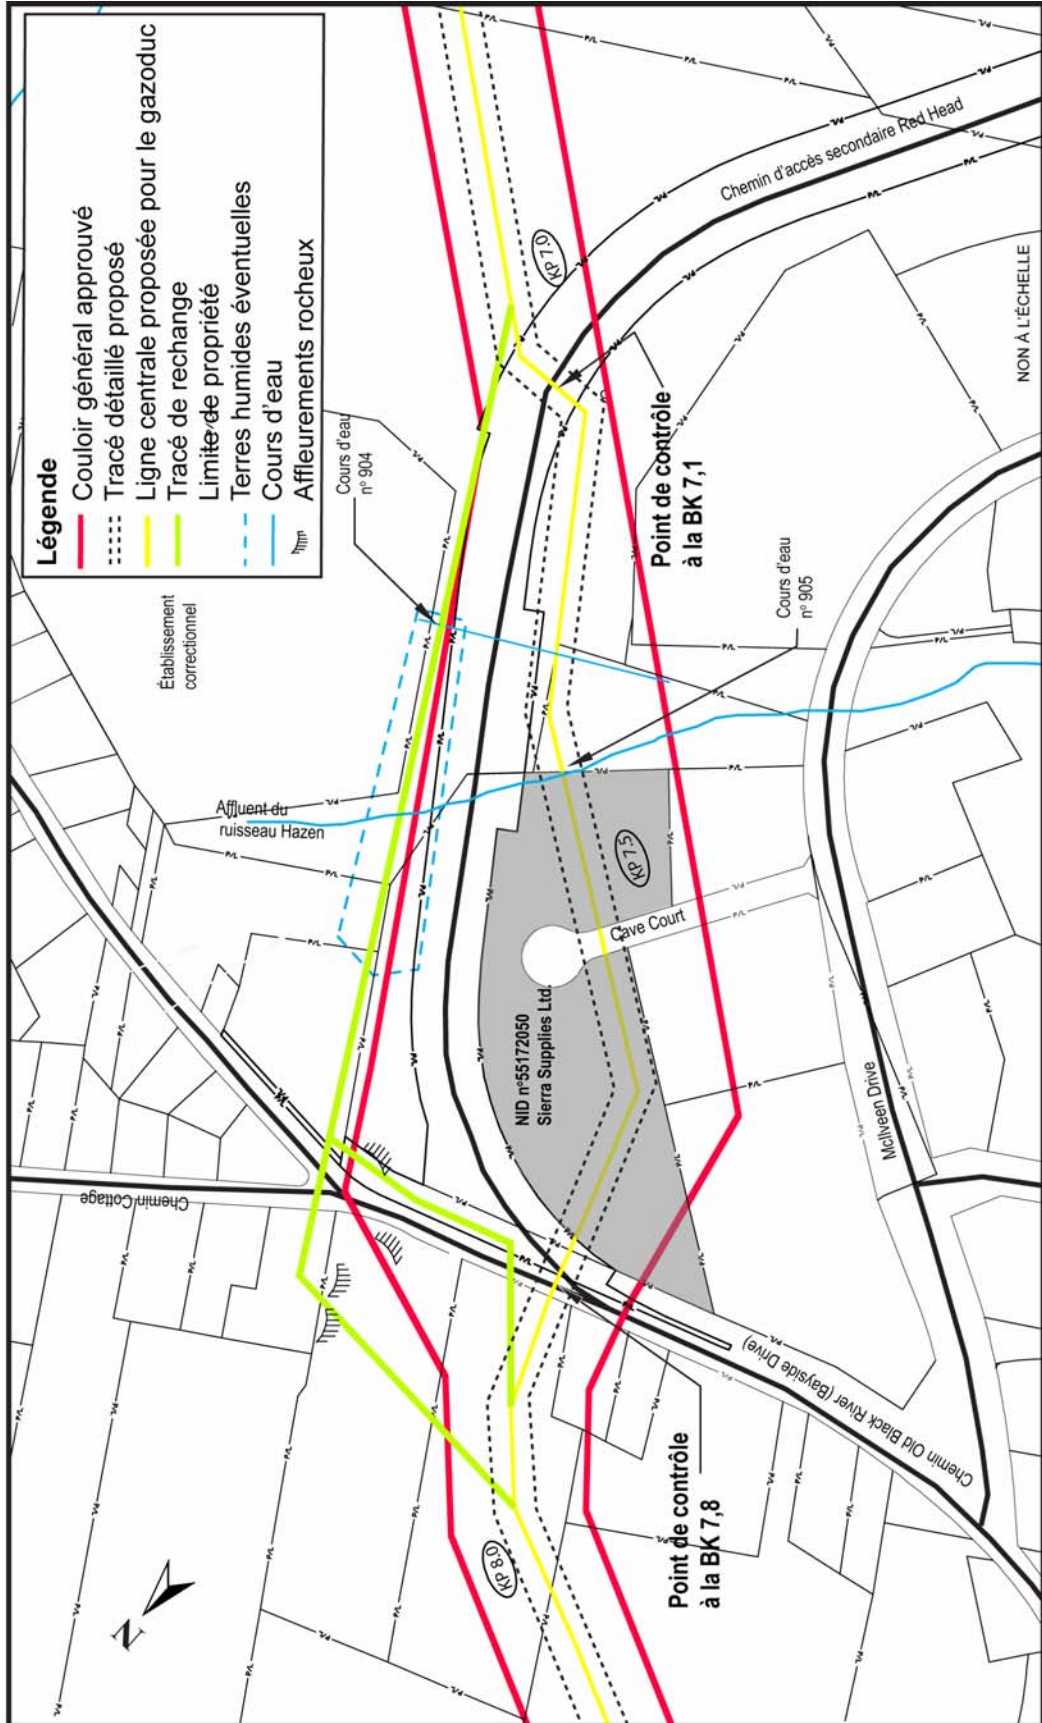 Légende
Couloir général approuvé
Tracé détaillé proposé
Ligne centrale proposée pour le gazoduc
Tracé de rechange
Limite de propriété
Terres humides éventuelles
Cours d'eau
Affleurements rocheux
Établissement
correctionnel
Cours d'eau
nº 904
Affluent du
ruisseau Hazen
Chemin Cottage
Chemin d'accès secondaire Red Head
KP 7.0
Point de contrôle
à la BK 7,1
Cours d'eau
nº 905
KP 7.5
Cave Court
NID nº55172050
Sierra Supplies Ltd.
McIlveen Drive
Chemin Old Black River (Bayside Drive)
Point de contrôle
à la BK 7,8
KP 8.0
N
NON À L'ÉCHELLE